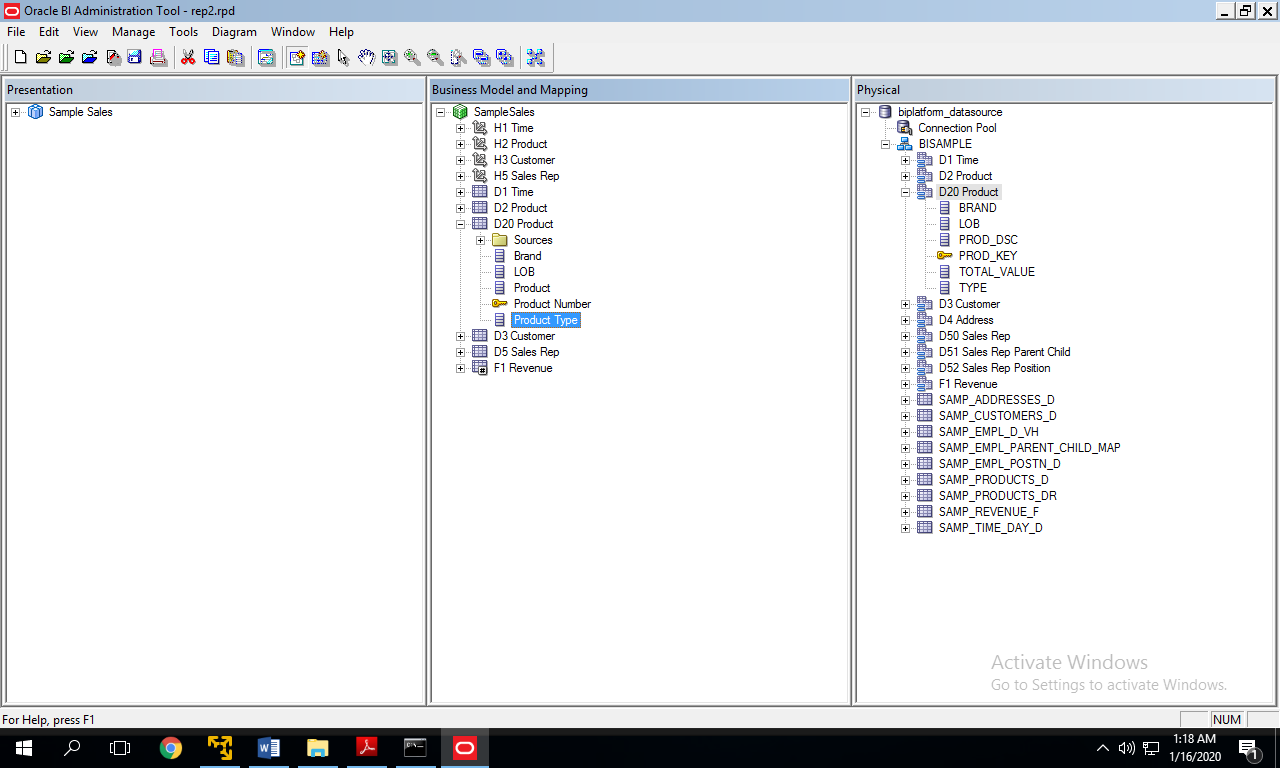 Oracle BI Administration Tool - rep2.rpd
File Edit View Manage Tools Diagram Window Help
Presentation
Sample Sales
Business Model and Mapping
SampleSales
H1 Time
H2 Product
H3 Customer
H5 Sales Rep
D1 Time
D2 Product
D20 Product
Sources
Brand
LOB
Product
Product Number
Product Type
D3 Customer
D5 Sales Rep
F1 Revenue
Physical
biplatform_datasource
Connection Pool
BISAMPLE
D1 Time
D2 Product
D20 Product
BRAND
LOB
PROD_DSC
PROD_KEY
TOTAL_VALUE
TYPE
D3 Customer
D4 Address
D50 Sales Rep
D51 Sales Rep Parent Child
D52 Sales Rep Position
F1 Revenue
SAMP_ADDRESSES_D
SAMP_CUSTOMERS_D
SAMP_EMPL_D_VH
SAMP_EMPL_PARENT_CHILD_MAP
SAMP_EMPL_POSTN_D
SAMP_PRODUCTS_D
SAMP_PRODUCTS_DR
SAMP_REVENUE_F
SAMP_TIME_DAY_D
Activate Windows
Go to Settings to activate Windows.
For Help, press F1
NUM
1:18 AM
1/16/2020
1